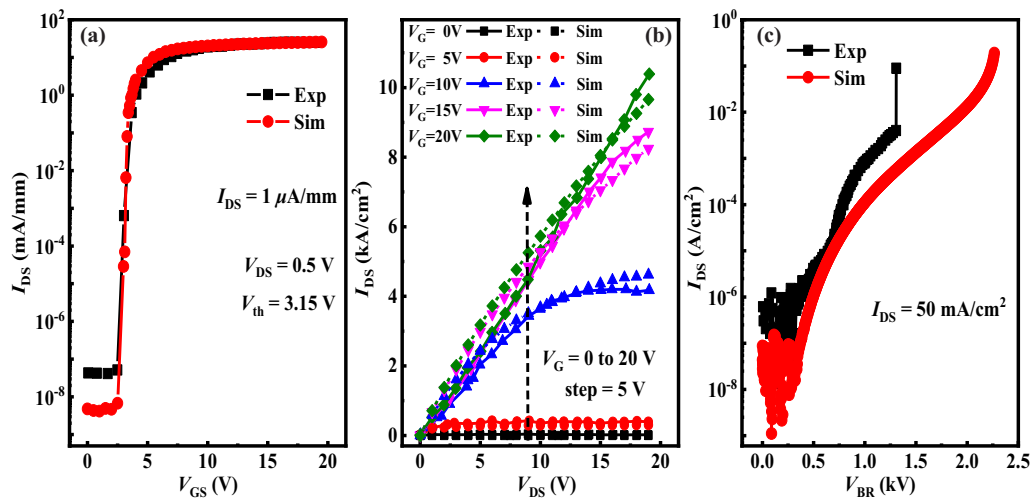 (a)
I_DS (mA/mm)
10^2
10^0
10^-2
10^-4
10^-6
10^-8
Exp
Sim
I_DS = 1 μA/mm
V_DS = 0.5 V
V_th = 3.15 V
0 5 10 15 20
V_GS (V)
(b)
I_DS (kA/cm^2)
12
10
8
6
4
2
0
V_G= 0V Exp Sim
V_G= 5V Exp Sim
V_G=10V Exp Sim
V_G=15V Exp Sim
V_G=20V Exp Sim
V_G = 0 to 20 V
step = 5 V
0 5 10 15 20
V_DS (V)
(c)
I_DS (A/cm^2)
10^0
10^-2
10^-4
10^-6
10^-8
Exp
Sim
I_DS = 50 mA/cm^2
0.0 0.5 1.0 1.5 2.0 2.5
V_BR (kV)